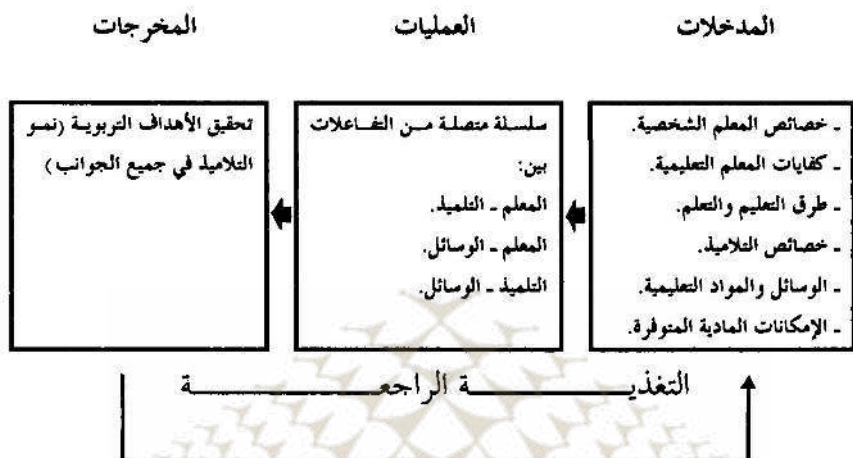 المدخلات
العمليات
المخرجات
- خصائص المعلم الشخصية.
- كفايات المعلم التعليمية.
- طرق التعليم والتعلم.
- خصائص التلاميذ.
- الوسائل والمواد التعليمية.
- الإمكانات المادية المتوفرة.
سلسلة متصلة من التفاعلات
بين:
المعلم - التلميذ.
المعلم - الوسائل.
التلميذ - الوسائل.
تحقيق الأهداف التربوية (نمو
التلاميذ في جميع الجوانب)
التغذيـــــــة الراجعـــــــة